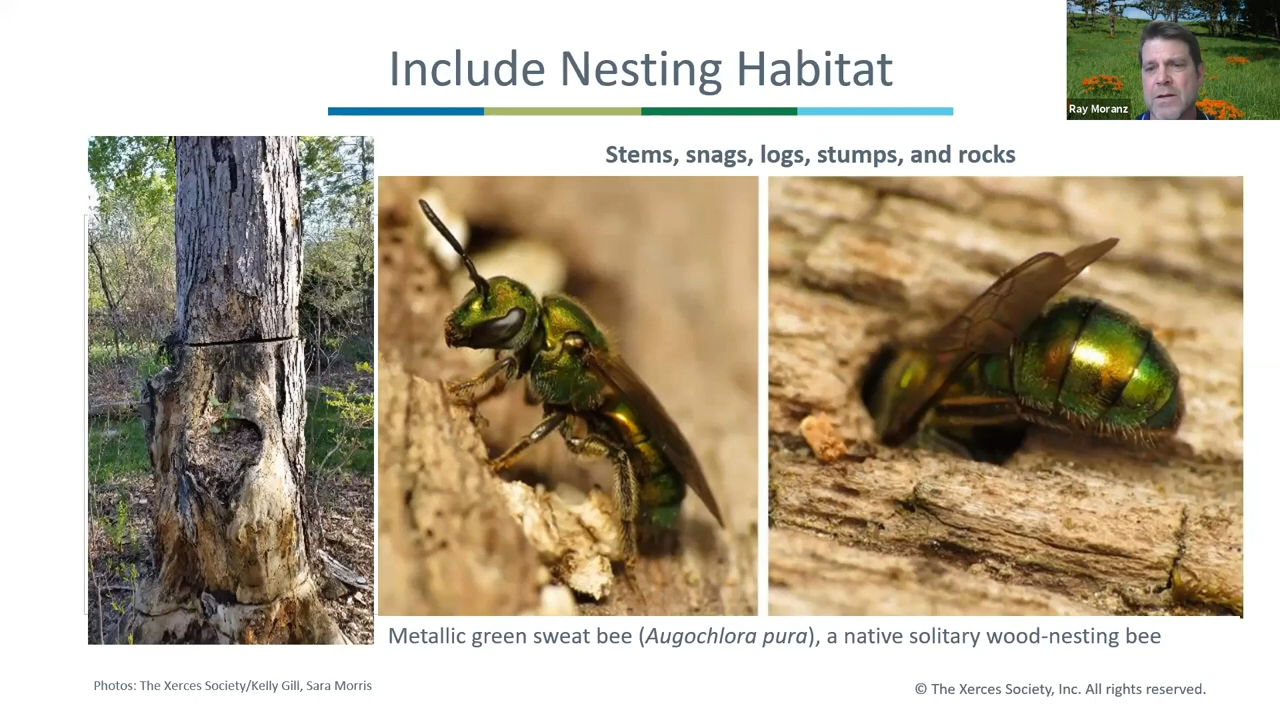 Include Nesting Habitat
Ray Moranz
Stems, snags, logs, stumps, and rocks
Metallic green sweat bee (Augochlora pura), a native solitary wood-nesting bee
Photos: The Xerces Society/Kelly Gill, Sara Morris
© The Xerces Society, Inc. All rights reserved.